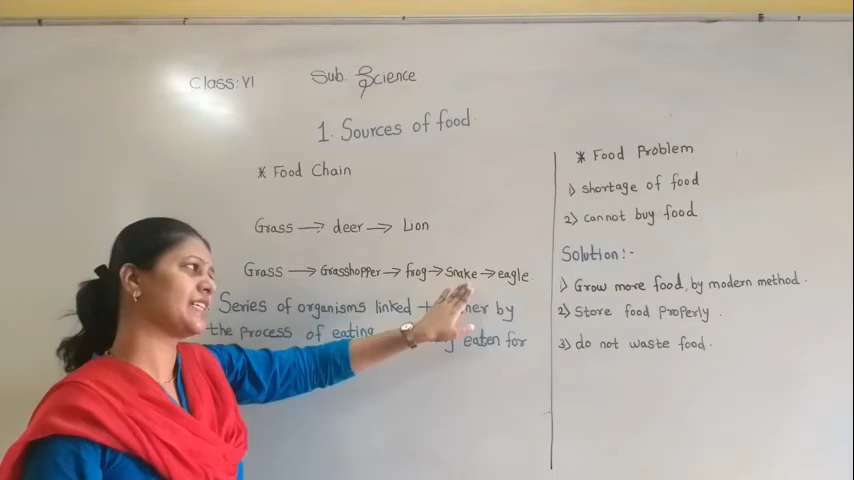 Class: VI
Sub. Science
1. Sources of food
* Food Chain
Grass → deer → Lion
Grass → Grasshopper → frog → snake → eagle.
Series of organisms linked by
the process of eating eaten for
* Food Problem
1) shortage of food
2) cannot buy food
Solution:-
1) Grow more food, by modern method.
2) Store food properly.
3) do not waste food.